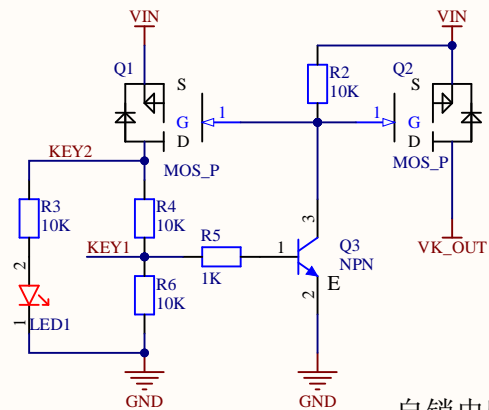 VIN
VIN
Q1
Q2
S
G
D
1
MOS_P
R2
10K
1
S
G
D
MOS_P
KEY2
R3
10K
R4
10K
KEY1
R5
1K
R6
10K
2
1
LED1
3
1
2
Q3
NPN
E
VK_OUT
GND
GND